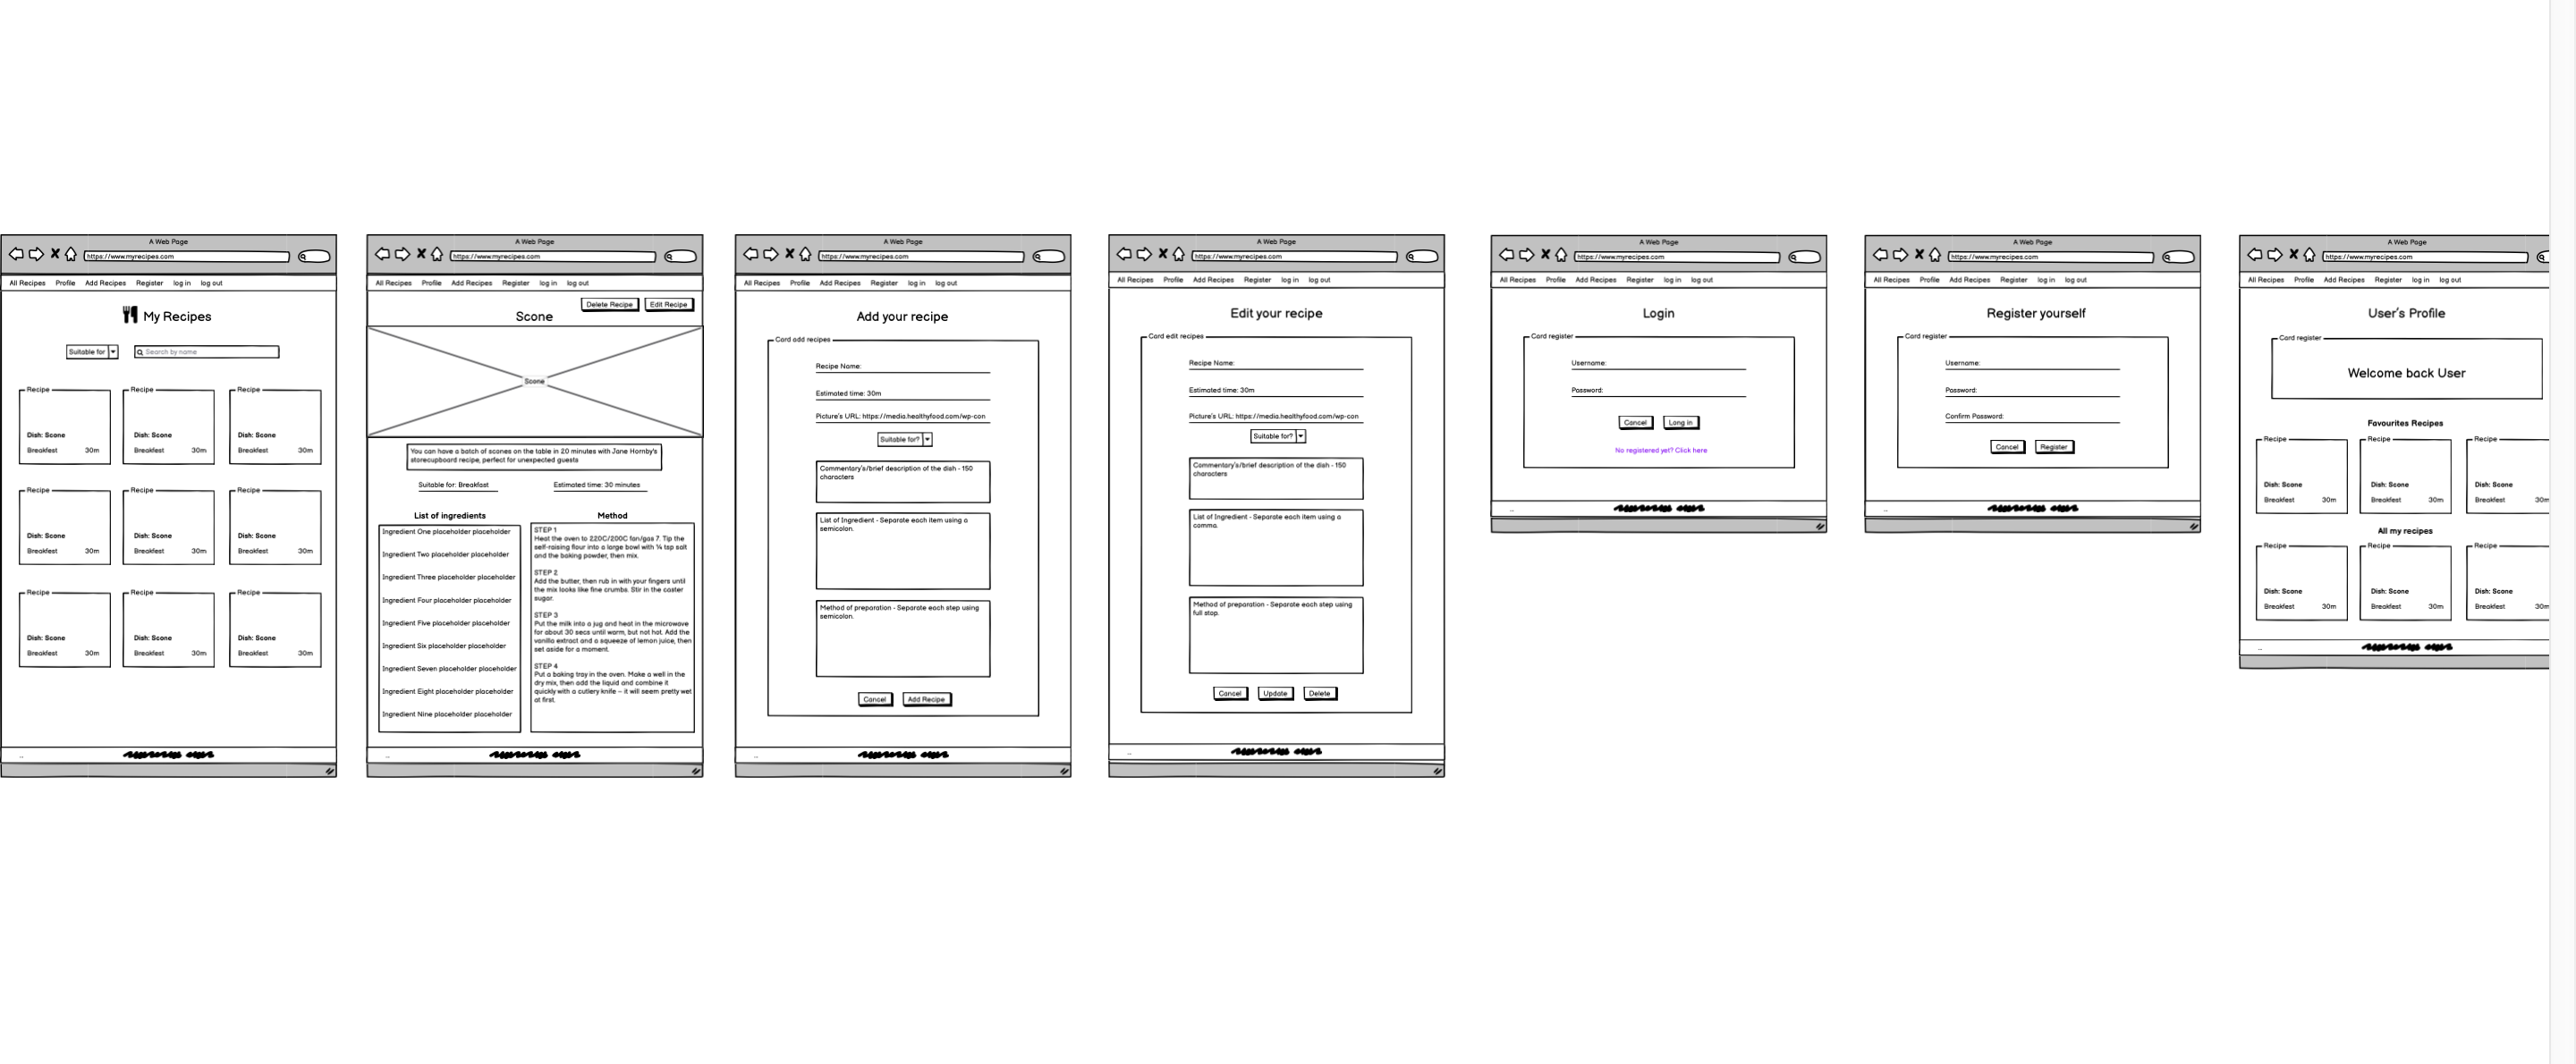 A Web Page
https://www.myrecipes.com
All Recipes Profile Add Recipes Register log in log out
My Recipes
Suitable for
Search by name
Recipe Recipe Recipe
Dish: Scone Dish: Scone Dish: Scone
Breakfast 30m Breakfast 30m Breakfast 30m
Recipe Recipe Recipe
Dish: Scone Dish: Scone Dish: Scone
Breakfast 30m Breakfast 30m Breakfast 30m
Recipe Recipe Recipe
Dish: Scone Dish: Scone Dish: Scone
Breakfast 30m Breakfast 30m Breakfast 30m
A Web Page
https://www.myrecipes.com
All Recipes Profile Add Recipes Register log in log out
Delete Recipe Edit Recipe
Scone
Scone
You can have a batch of scones on the table in 20 minutes with Jane Hornby's
storecupboard recipe, perfect for unexpected guests
Suitable for: Breakfast Estimated time: 30 minutes
List of ingredients
Ingredient One placeholder placeholder
Ingredient Two placeholder placeholder
Ingredient Three placeholder placeholder
Ingredient Four placeholder placeholder
Ingredient Five placeholder placeholder
Ingredient Six placeholder placeholder
Ingredient Seven placeholder placeholder
Ingredient Eight placeholder placeholder
Ingredient Nine placeholder placeholder
Method
STEP 1
Heat the oven to 220C/200C fan/gas 7. Tip the
self-raising flour into a large bowl with ¼ tsp salt
and the baking powder, then mix.
STEP 2
Add the butter, then rub in with your fingers until
the mix looks like fine crumbs. Stir in the caster
sugar.
STEP 3
Put the milk into a jug and heat in the microwave
for about 30 secs until warm, but not hot. Add the
vanilla extract and a squeeze of lemon juice, then
set aside for a moment.
STEP 4
Put a baking tray in the oven. Make a well in the
dry mix, then add the liquid and combine it
quickly with a cutlery knife – it will seem pretty wet
at first.
A Web Page
https://www.myrecipes.com
All Recipes Profile Add Recipes Register log in log out
Add your recipe
Card add recipes
Recipe Name:
Estimated time: 30m
Picture's URL: https://media.healthyfood.com/wp-con
Suitable for?
Commentary's/brief description of the dish - 150
characters
List of Ingredient - Separate each item using a
semicolon.
Method of preparation - Separate each step using
semicolon.
Cancel Add Recipe
A Web Page
https://www.myrecipes.com
All Recipes Profile Add Recipes Register log in log out
Edit your recipe
Card edit recipes
Recipe Name:
Estimated time: 30m
Picture's URL: https://media.healthyfood.com/wp-con
Suitable for?
Commentary's/brief description of the dish - 150
characters
List of Ingredient - Separate each item using a
comma.
Method of preparation - Separate each step using
full stop.
Cancel Update Delete
A Web Page
https://www.myrecipes.com
All Recipes Profile Add Recipes Register log in log out
Login
Card register
Username:
Password:
Cancel Long in
No registered yet? Click here
A Web Page
https://www.myrecipes.com
All Recipes Profile Add Recipes Register log in log out
Register yourself
Card register
Username:
Password:
Confirm Password:
Cancel Register
A Web Page
https://www.myrecipes.com
All Recipes Profile Add Recipes Register log in log out
User's Profile
Card register
Welcome back User
Favourites Recipes
Recipe Recipe Recipe
Dish: Scone Dish: Scone Dish: Scone
Breakfast 30m Breakfast 30m Breakfast 30m
All my recipes
Recipe Recipe Recipe
Dish: Scone Dish: Scone Dish: Scone
Breakfast 30m Breakfast 30m Breakfast 30m